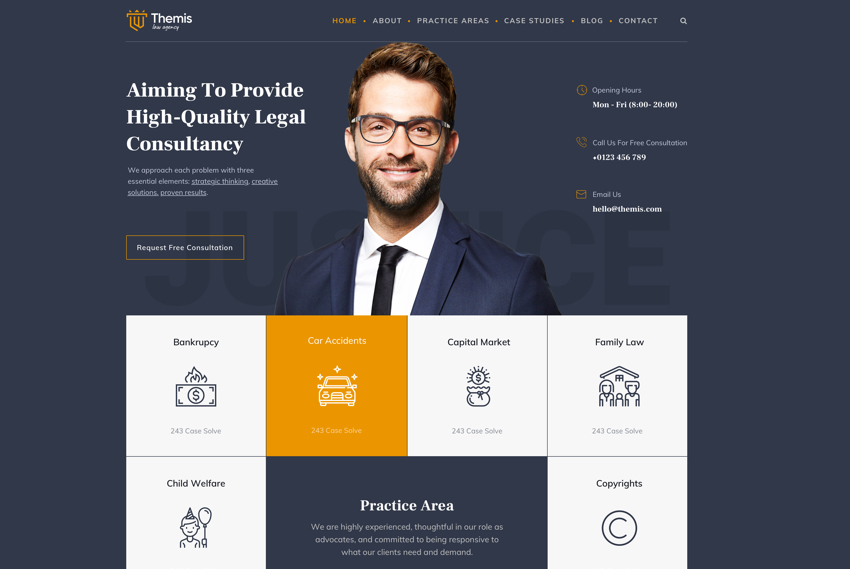 Themis
law agency
HOME • ABOUT • PRACTICE AREAS • CASE STUDIES • BLOG • CONTACT
Aiming To Provide
High-Quality Legal
Consultancy
We approach each problem with three
essential elements: strategic thinking, creative
solutions, proven results.
Request Free Consultation
Opening Hours
Mon - Fri (8:00- 20:00)
Call Us For Free Consultation
+0123 456 789
Email Us
hello@themis.com
JUSTICE
Bankrupcy
Car Accidents
Capital Market
Family Law
243 Case Solve
243 Case Solve
243 Case Solve
243 Case Solve
Child Welfare
Practice Area
We are highly experienced, thoughtful in our role as
advocates, and committed to being responsive to
what our clients need and demand.
Copyrights